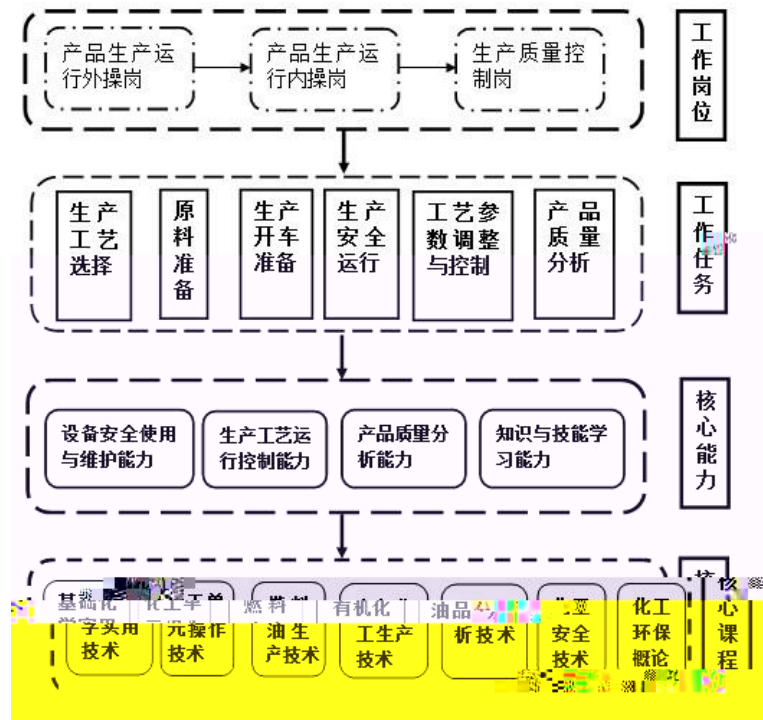 产品生产运
行外操岗
产品生产运
行内操岗
生产质量控
制岗
工作岗位
生产
工艺
选择
原料准备
生产
开车
准备
生产
安全
运行
工艺参
数调整
与控制
产品
质量
分析
工作任务
设备安全使用
与维护能力
生产工艺运
行控制能力
产品质量分
析能力
知识与技能学
习能力
核心能力
基础化
学实用
技术
元操作
技术
燃料
油生
产技术
有机化
工生产
技术
油品分
析技术
安全
技术
化工
环保
概论
核心课程